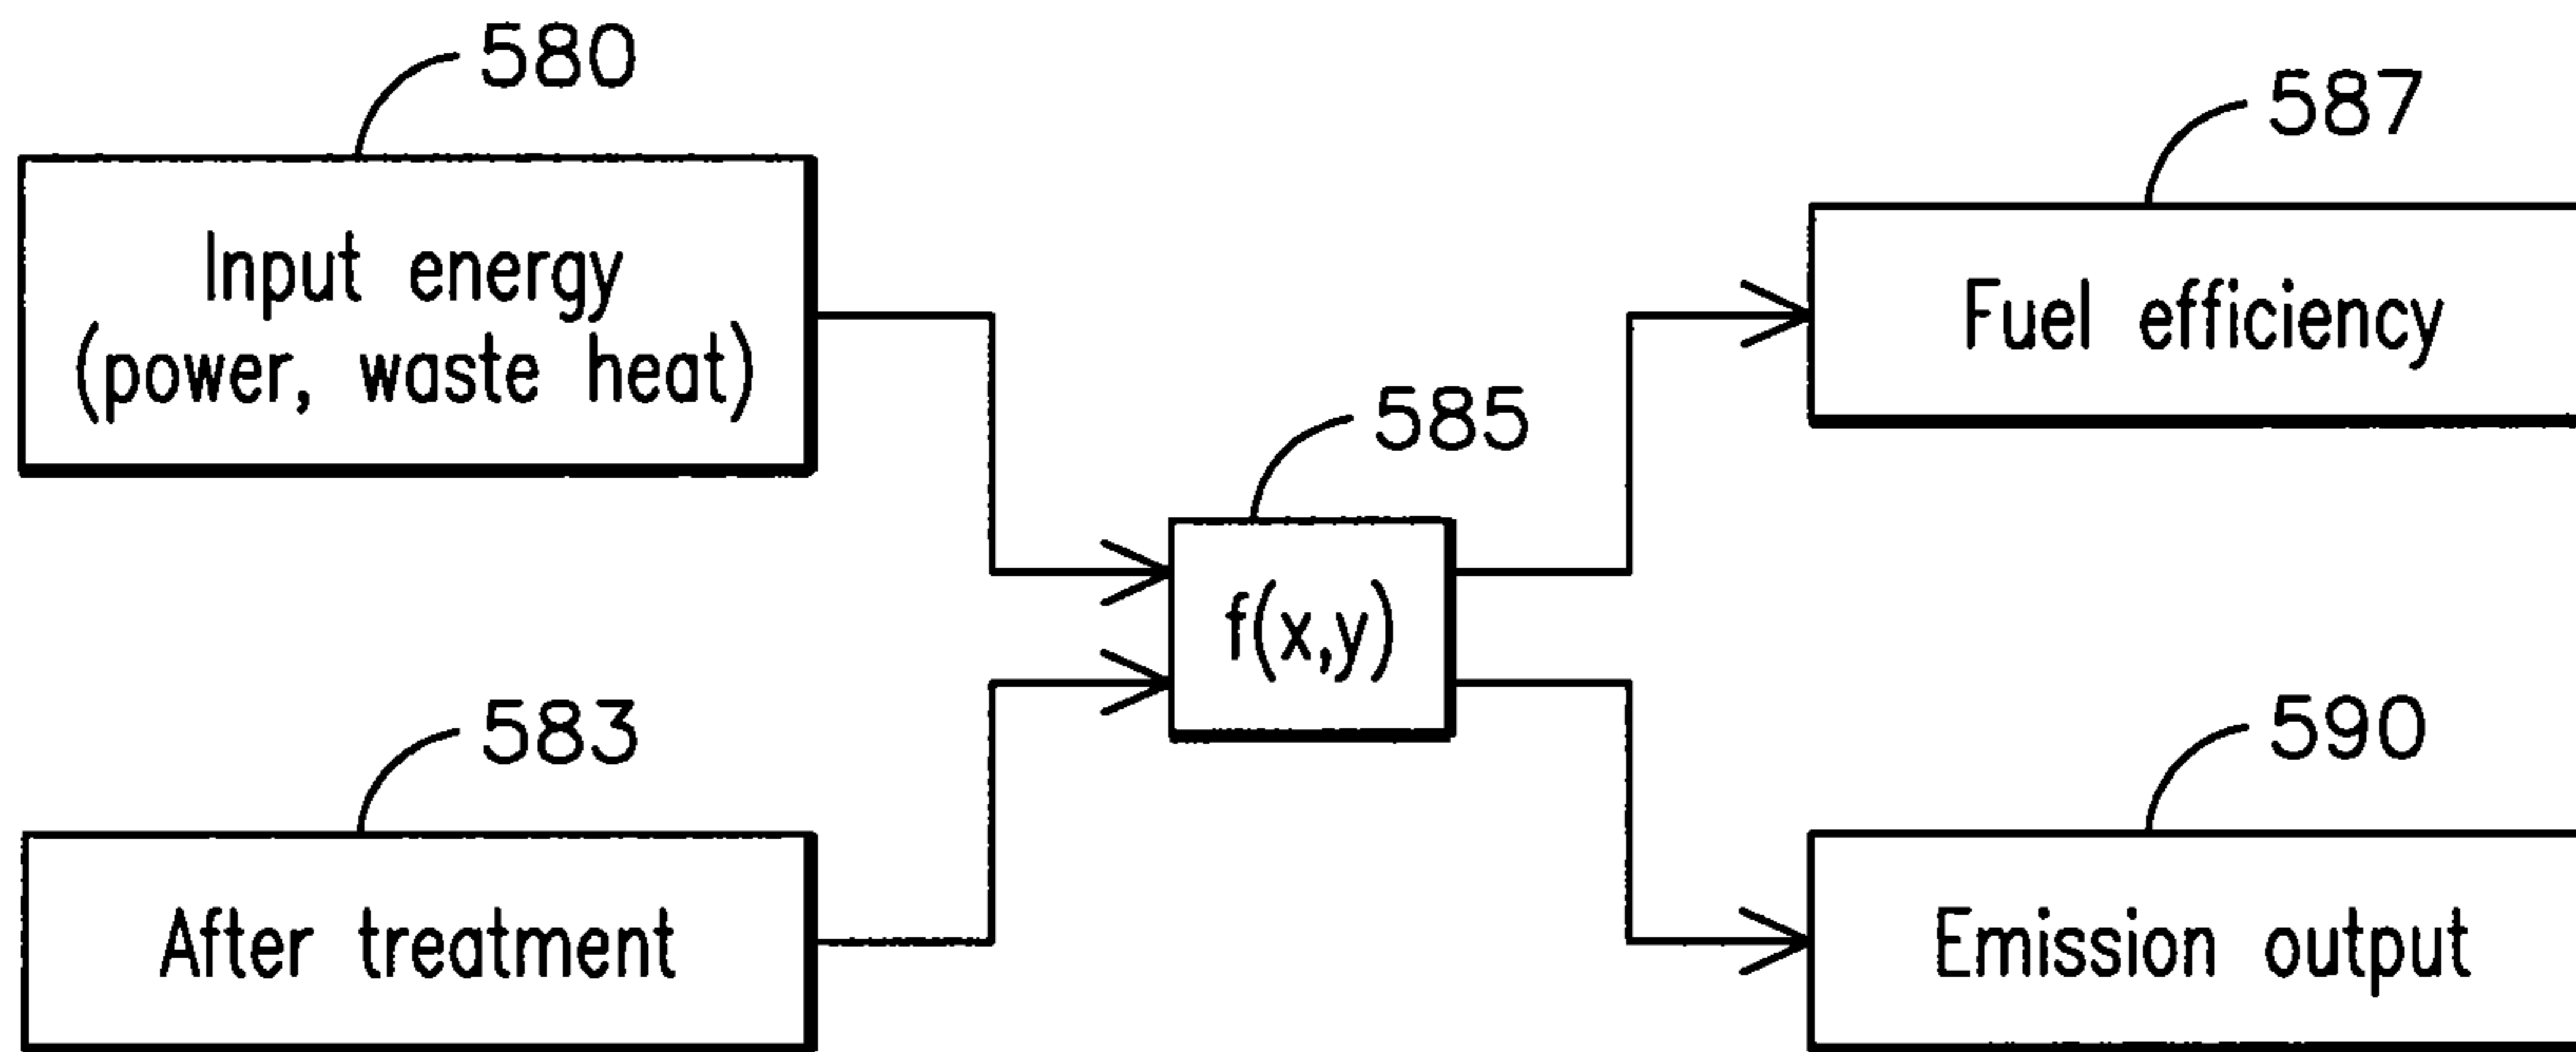 580
Input energy
(power, waste heat)
587
Fuel efficiency
585
f(x,y)
583
After treatment
590
Emission output